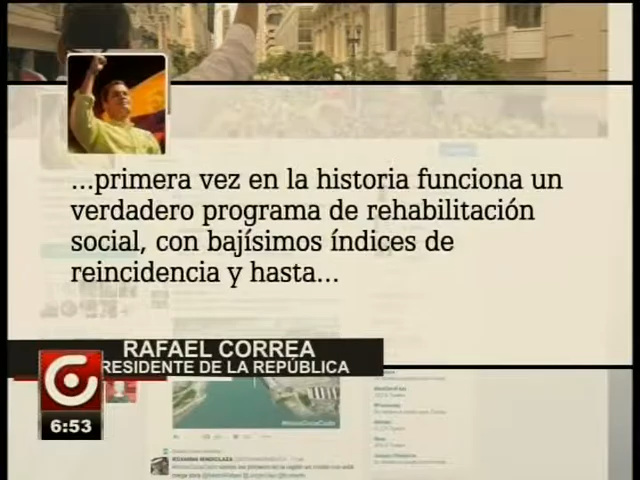 ...primera vez en la historia funciona un
verdadero programa de rehabilitación
social, con bajísimos índices de
reincidencia y hasta...
RAFAEL CORREA
RESIDENTE DE LA REPÚBLICA
6:53